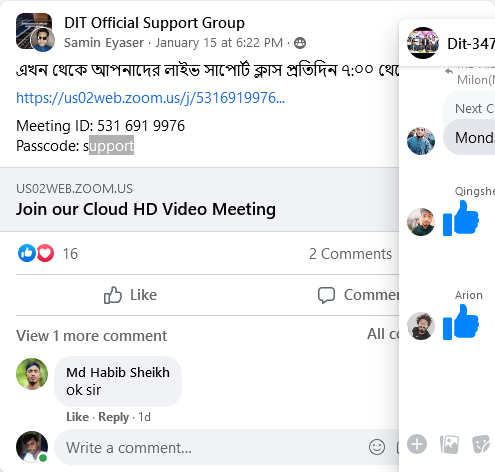 DIT Official Support Group
Samin Eyaser · January 15 at 6:22 PM ·
এখন থেকে আপনাদের লাইভ সাপোর্ট ক্লাস প্রতিদিন ৭:০০ থে
https://us02web.zoom.us/j/5316919976...
Meeting ID: 531 691 9976
Passcode: support
US02WEB.ZOOM.US
Join our Cloud HD Video Meeting
16
2 Comments
Like
Comme
View 1 more comment
All c
Md Habib Sheikh
ok sir
Like · Reply · 1d
Write a comment...
Dit-347
Milon(M
Next C
Monda
Qingshe
Arion